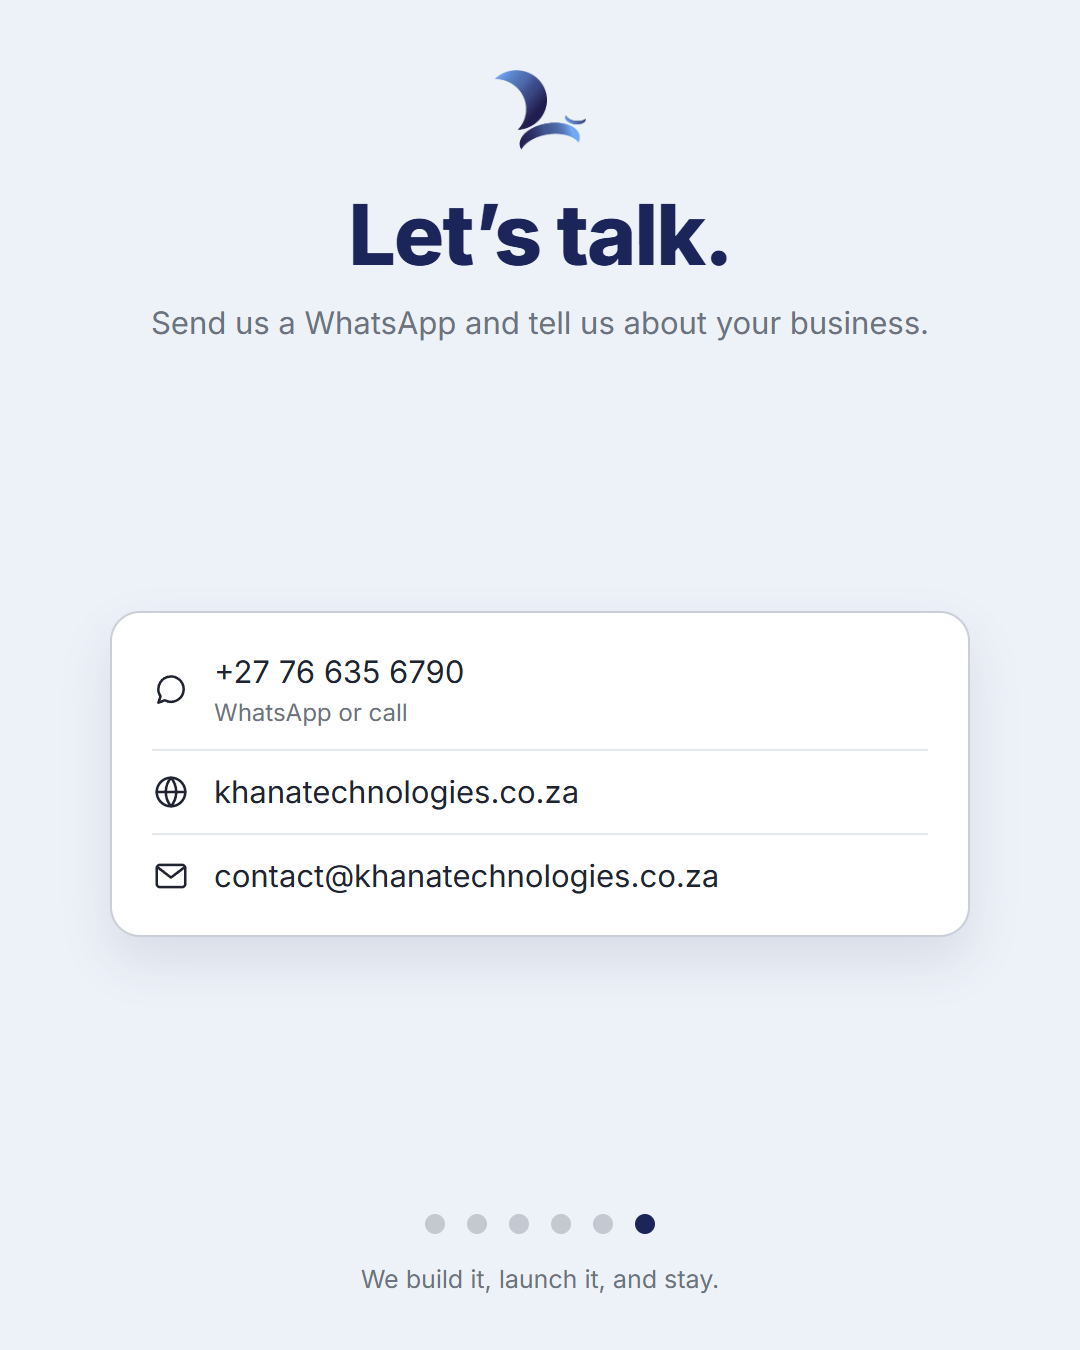 Let’s talk.
Send us a WhatsApp and tell us about your business.
+27 76 635 6790
WhatsApp or call
khanatechnologies.co.za
contact@khanatechnologies.co.za
We build it, launch it, and stay.